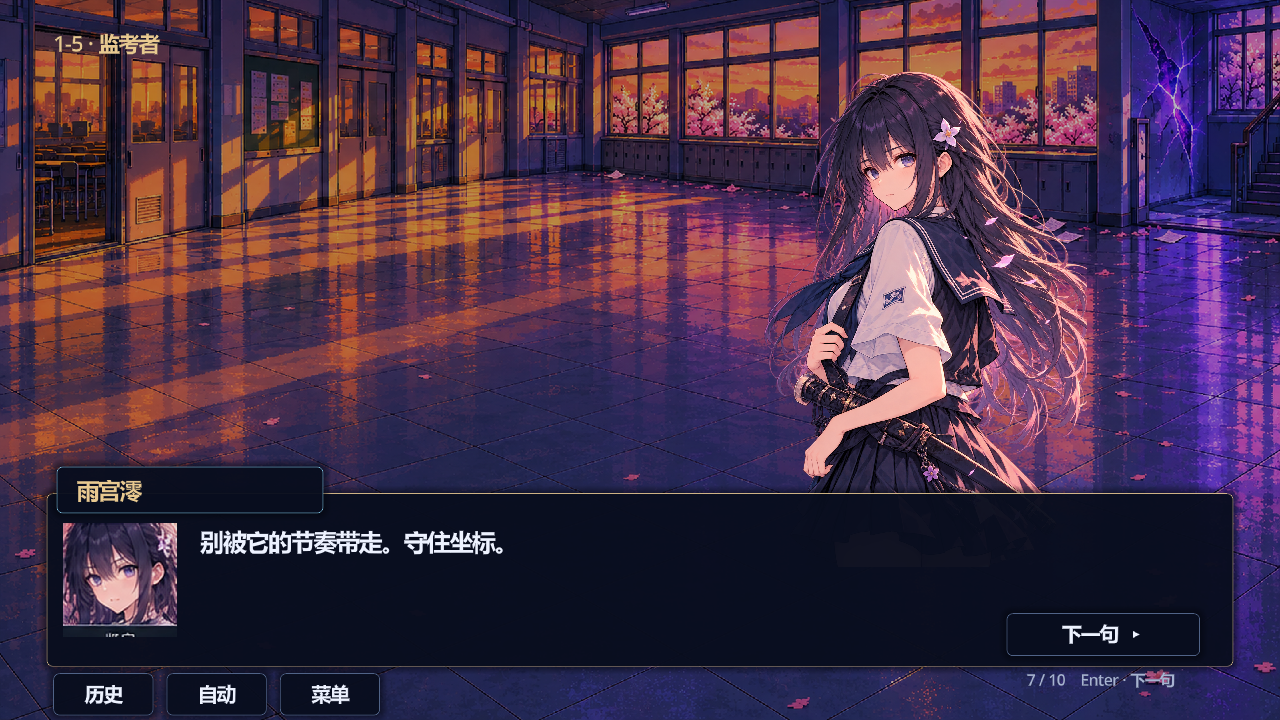 1-5 · 监考者
雨宫澪
别被它的节奏带走。守住坐标。
下一句 ▸
历史
自动
菜单
7 / 10 Enter · 下一句